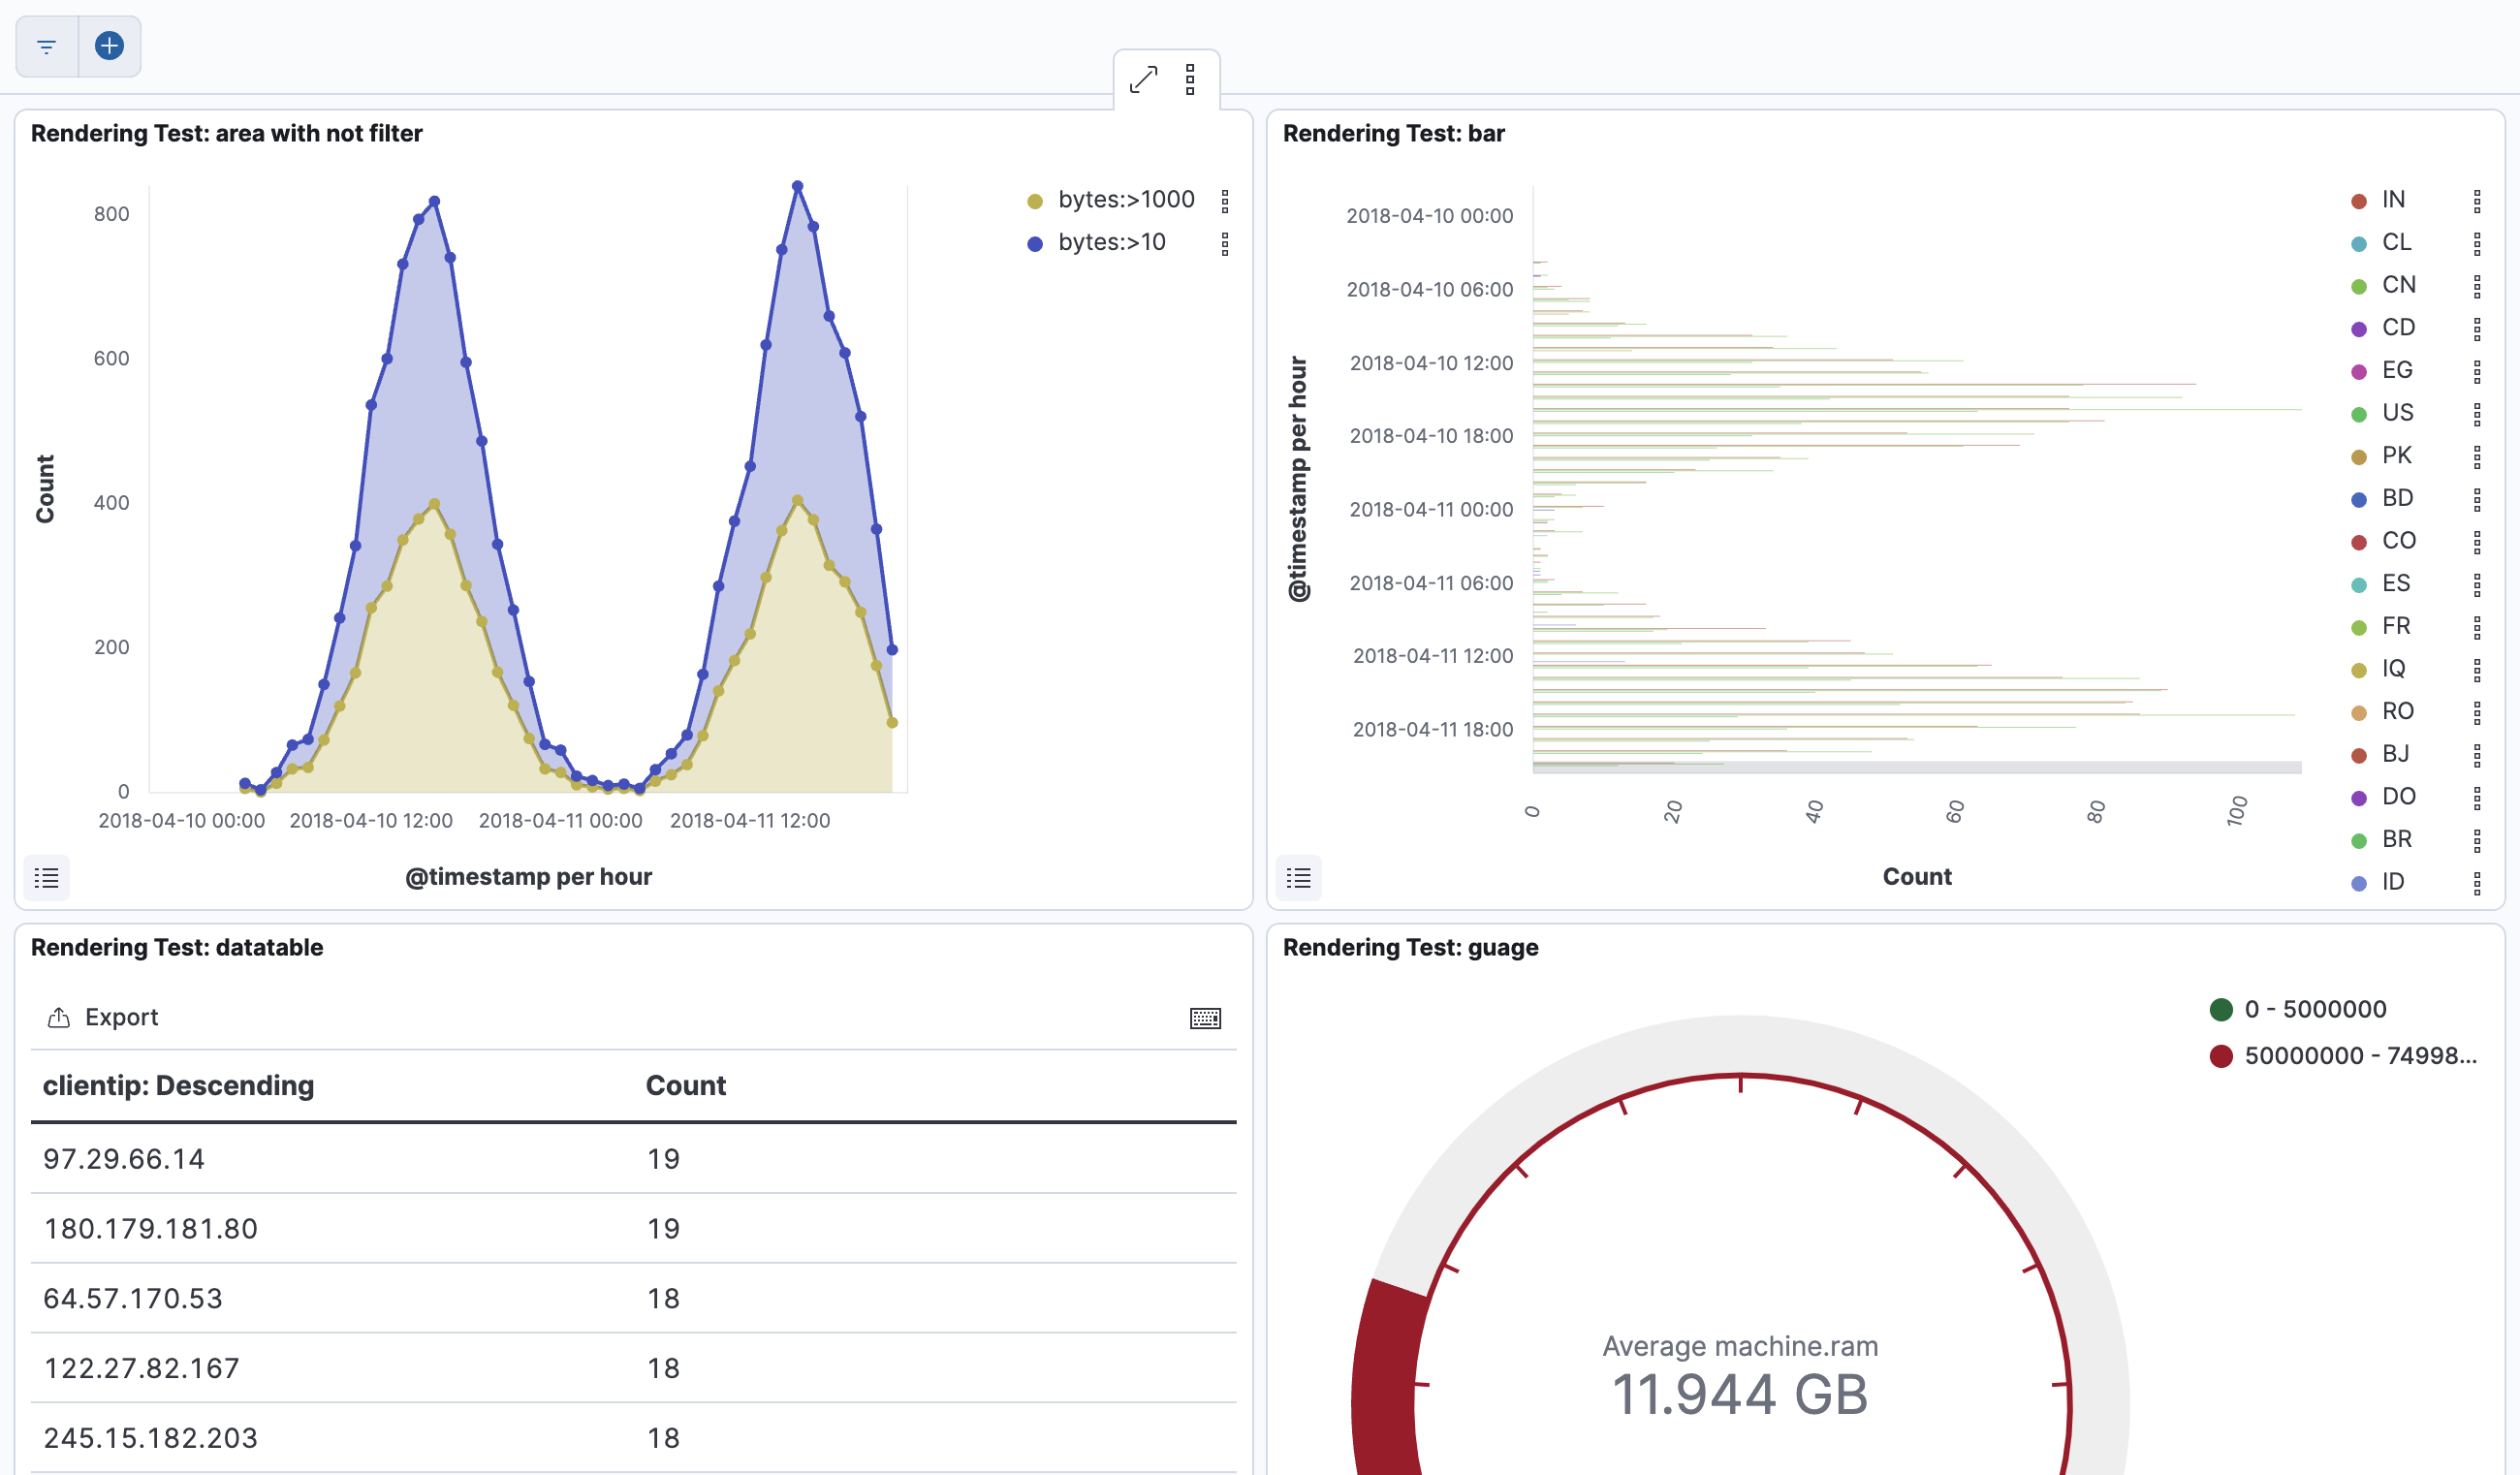 Rendering Test: area with not filter
800
600
400
200
0
Count
2018-04-10 00:00
2018-04-10 12:00
2018-04-11 00:00
2018-04-11 12:00
@timestamp per hour
bytes:>1000
bytes:>10
Rendering Test: bar
@timestamp per hour
2018-04-10 00:00
2018-04-10 06:00
2018-04-10 12:00
2018-04-10 18:00
2018-04-11 00:00
2018-04-11 06:00
2018-04-11 12:00
2018-04-11 18:00
0
20
40
60
80
100
Count
IN
CL
CN
CD
EG
US
PK
BD
CO
ES
FR
IQ
RO
BJ
DO
BR
ID
Rendering Test: datatable
Export
clientip: Descending Count
97.29.66.14 19
180.179.181.80 19
64.57.170.53 18
122.27.82.167 18
245.15.182.203 18
Rendering Test: guage
0 - 5000000
50000000 - 74998...
Average machine.ram
11.944 GB